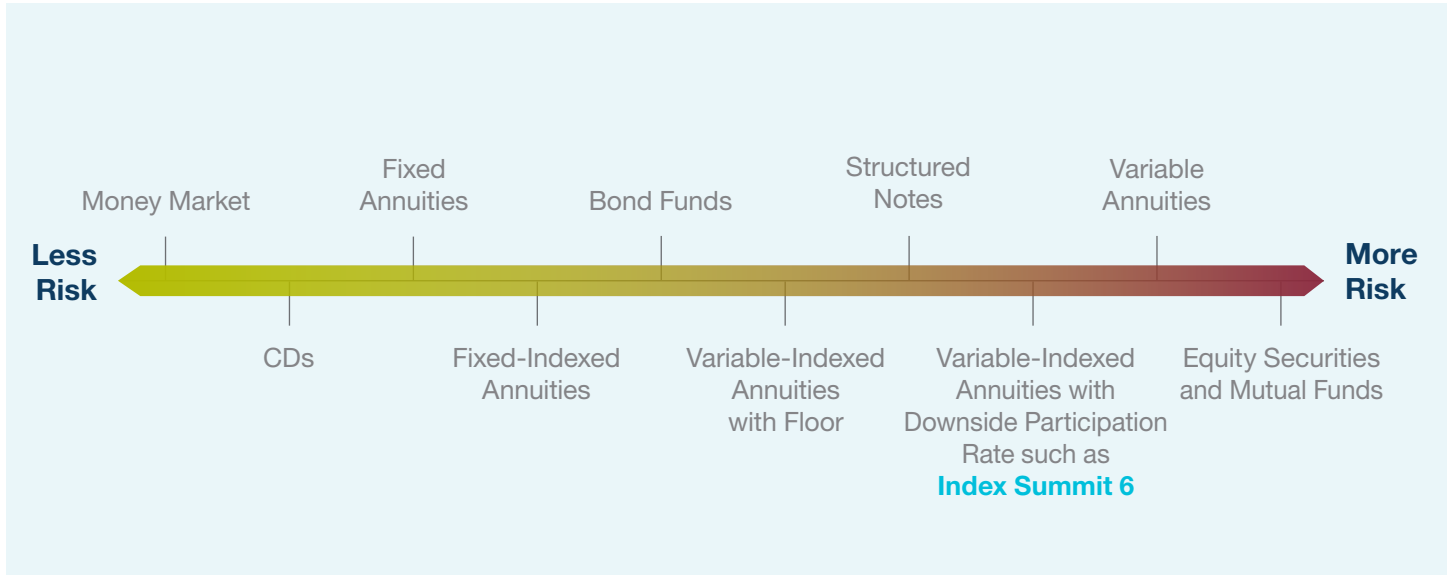 Money Market
Fixed
Annuities
Bond Funds
Structured
Notes
Variable
Annuities
Less
Risk
More
Risk
CDs
Fixed-Indexed
Annuities
Variable-Indexed
Annuities
with Floor
Variable-Indexed
Annuities with
Downside Participation
Rate such as
Index Summit 6
Equity Securities
and Mutual Funds